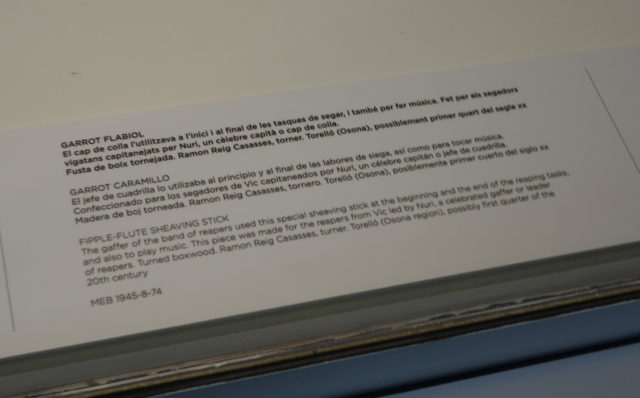 GARROT FLABIOL
El cap de colla l'utilitzava a l'inici i al final de les tasques de segar, i també per fer música. Fet per als segadors
vigatans capitanejats per Nuri, un cèlebre capità o cap de colla.
Fusta de boix tornejada. Ramon Reig Casasses, torner. Torelló (Osona), possiblement primer quart del segle xx
GARROT CARAMILLO
El jefe de cuadrilla lo utilizaba al principio y al final de las labores de siega, así como para tocar música.
Confeccionado para los segadores de Vic capitaneados por Nuri, un célebre capitán o jefe de cuadrilla.
Madera de boj torneada. Ramon Reig Casasses, tornero. Torelló (Osona), posiblemente primer cuarto del siglo xx
FIPPLE-FLUTE SHEAVING STICK
The gaffer of the band of reapers used this special sheaving stick at the beginning and the end of the reaping tasks,
and also to play music. This piece was made for the reapers from Vic led by Nuri, a celebrated gaffer or leader
of reapers. Turned boxwood. Ramon Reig Casasses, turner. Torelló (Osona region), possibly first quarter of the
20th century
MEB 1945-8-74